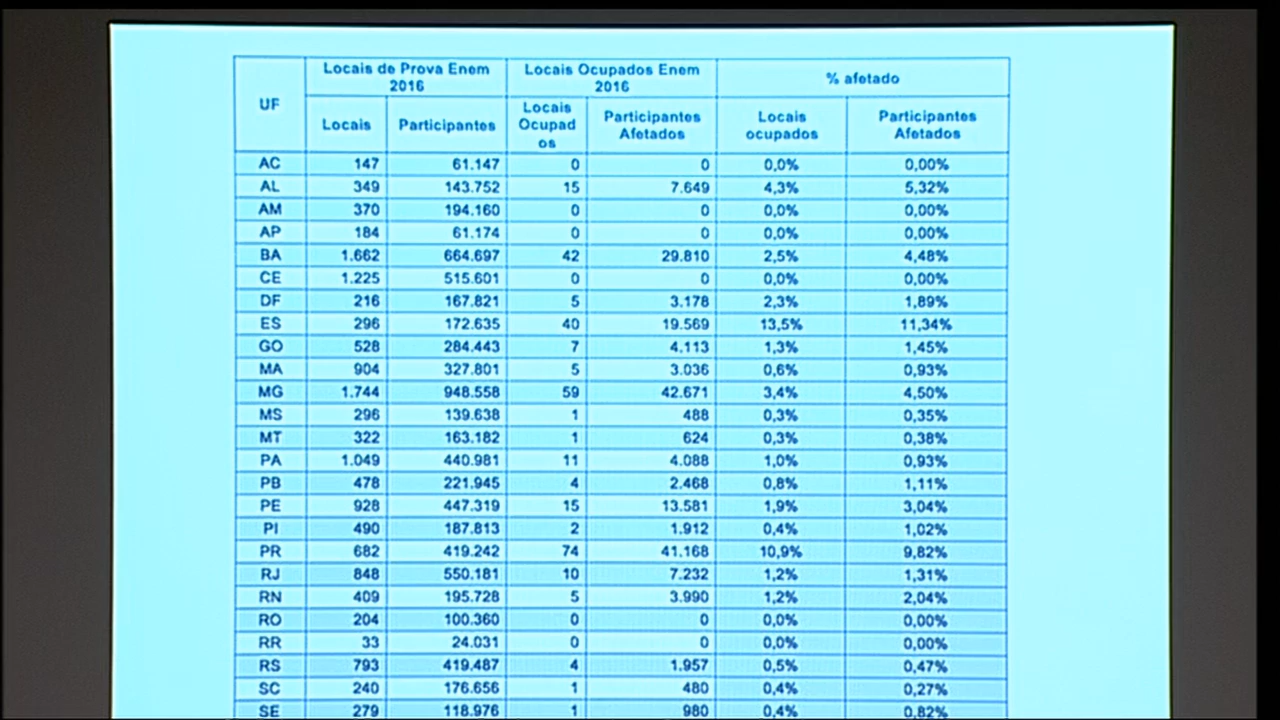 UF Locais de Prova Enem 2016 Locais Ocupados Enem 2016 % afetado
Locais Participantes Locais Ocupados Participantes Afetados Locais ocupados Participantes Afetados
AC 147 61.147 0 0 0,0% 0,00%
AL 349 143.752 15 7.649 4,3% 5,32%
AM 370 194.160 0 0 0,0% 0,00%
AP 184 61.174 0 0 0,0% 0,00%
BA 1.662 664.697 42 29.810 2,5% 4,48%
CE 1.225 515.601 0 0 0,0% 0,00%
DF 216 167.821 5 3.178 2,3% 1,89%
ES 296 172.635 40 19.569 13,5% 11,34%
GO 528 284.443 7 4.113 1,3% 1,45%
MA 904 327.801 5 3.036 0,6% 0,93%
MG 1.744 948.558 59 42.671 3,4% 4,50%
MS 296 139.638 1 488 0,3% 0,35%
MT 322 163.182 1 624 0,3% 0,38%
PA 1.049 440.981 11 4.088 1,0% 0,93%
PB 478 221.945 4 2.468 0,8% 1,11%
PE 928 447.319 15 13.581 1,9% 3,04%
PI 490 187.813 2 1.912 0,4% 1,02%
PR 682 419.242 74 41.168 10,9% 9,82%
RJ 848 550.181 10 7.232 1,2% 1,31%
RN 409 195.728 5 3.990 1,2% 2,04%
RO 204 100.360 0 0 0,0% 0,00%
RR 33 24.031 0 0 0,0% 0,00%
RS 793 419.487 4 1.957 0,5% 0,47%
SC 240 176.656 1 480 0,4% 0,27%
SE 279 118.976 1 980 0,4% 0,82%